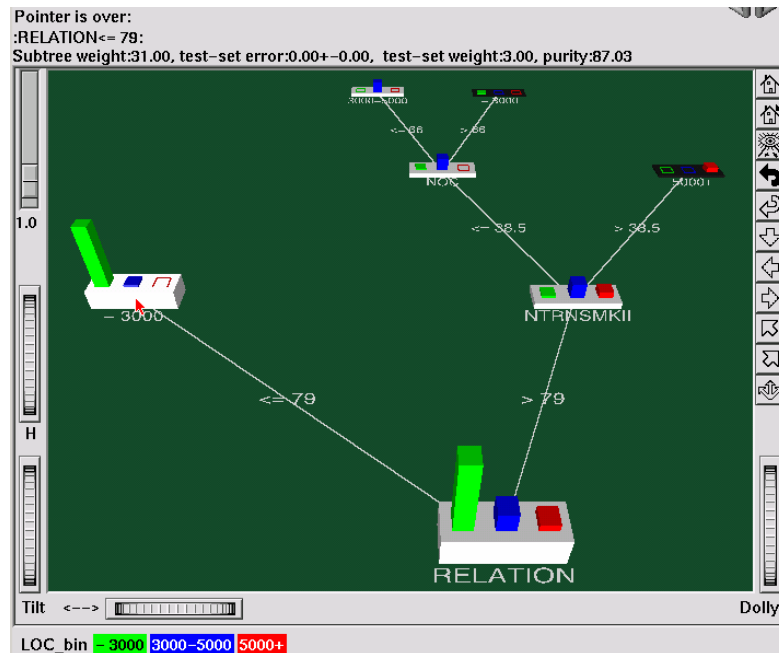 Pointer is over:
:RELATION<= 79:
Subtree weight:31.00, test-set error:0.00+-0.00, test-set weight:3.00, purity:87.03
3000-5000
- 3000
<= 66
> 66
NOC
5000+
1.0
<= 38.5
> 38.5
- 3000
NTRNSMKII
<= 79
> 79
H
RELATION
Tilt <--> Dolly
LOC_bin - 3000 3000-5000 5000+